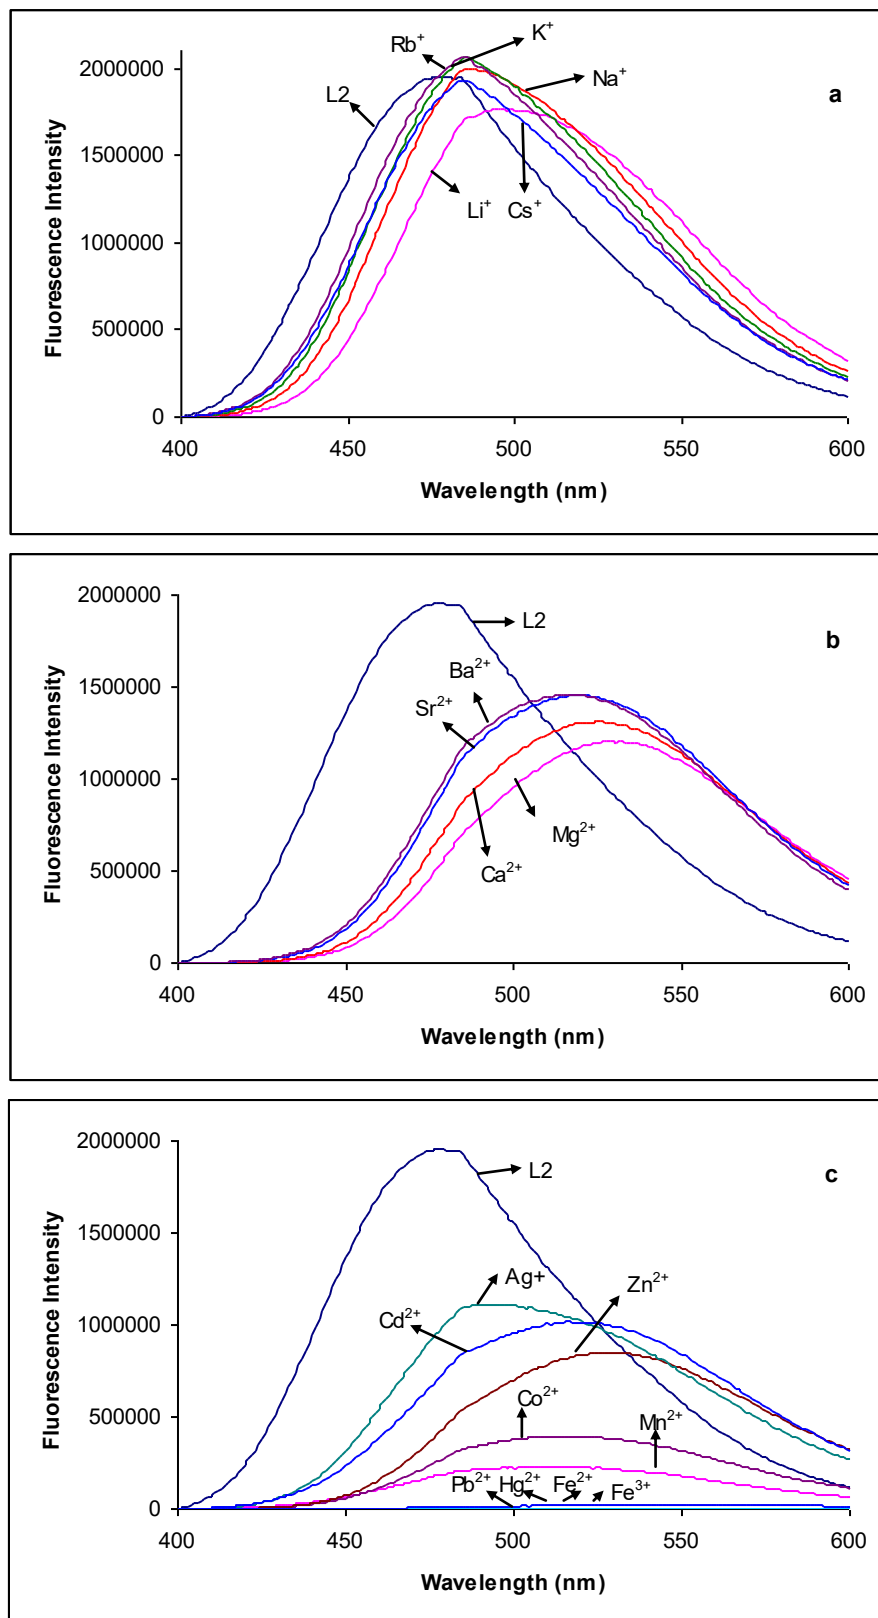 K⁺
Rb⁺
2000000
Na⁺
L2
a
1500000
Li⁺ Cs⁺
1000000
500000
0
400 450 500 550 600
Fluorescence Intensity
Wavelength (nm)
2000000
L2
b
Ba²⁺
1500000
Sr²⁺
1000000
Mg²⁺
Ca²⁺
500000
0
400 450 500 550 600
Fluorescence Intensity
Wavelength (nm)
2000000
L2
c
1500000
Ag+
Zn²⁺
Cd²⁺
1000000
Co²⁺
Mn²⁺
500000
Pb²⁺ Hg²⁺ Fe²⁺ Fe³⁺
0
400 450 500 550 600
Fluorescence Intensity
Wavelength (nm)